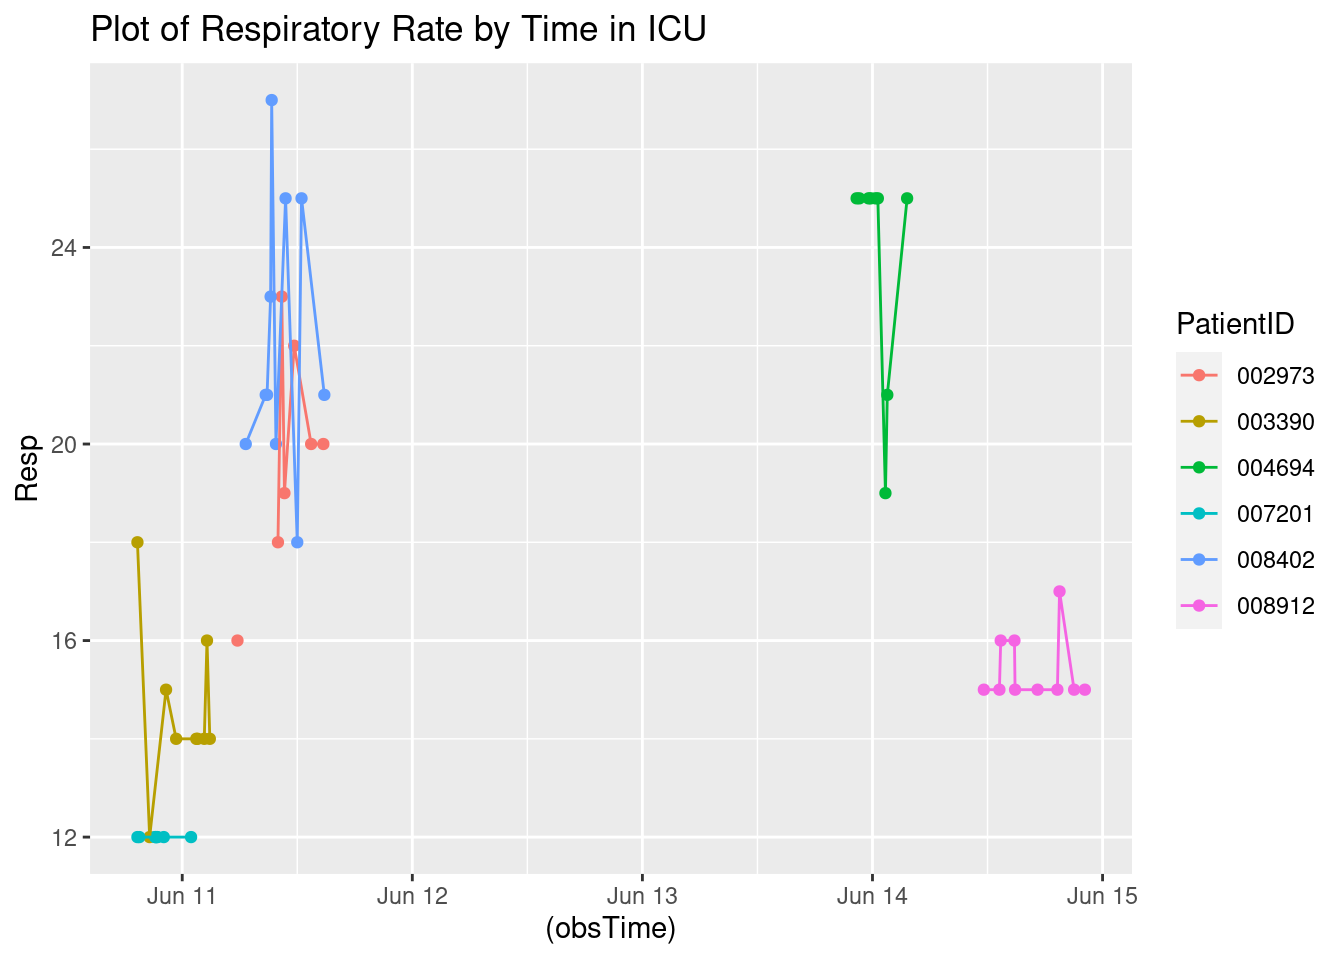 Plot of Respiratory Rate by Time in ICU
24
20
16
12
Resp
Jun 11 Jun 12 Jun 13 Jun 14 Jun 15
(obsTime)
PatientID
002973
003390
004694
007201
008402
008912